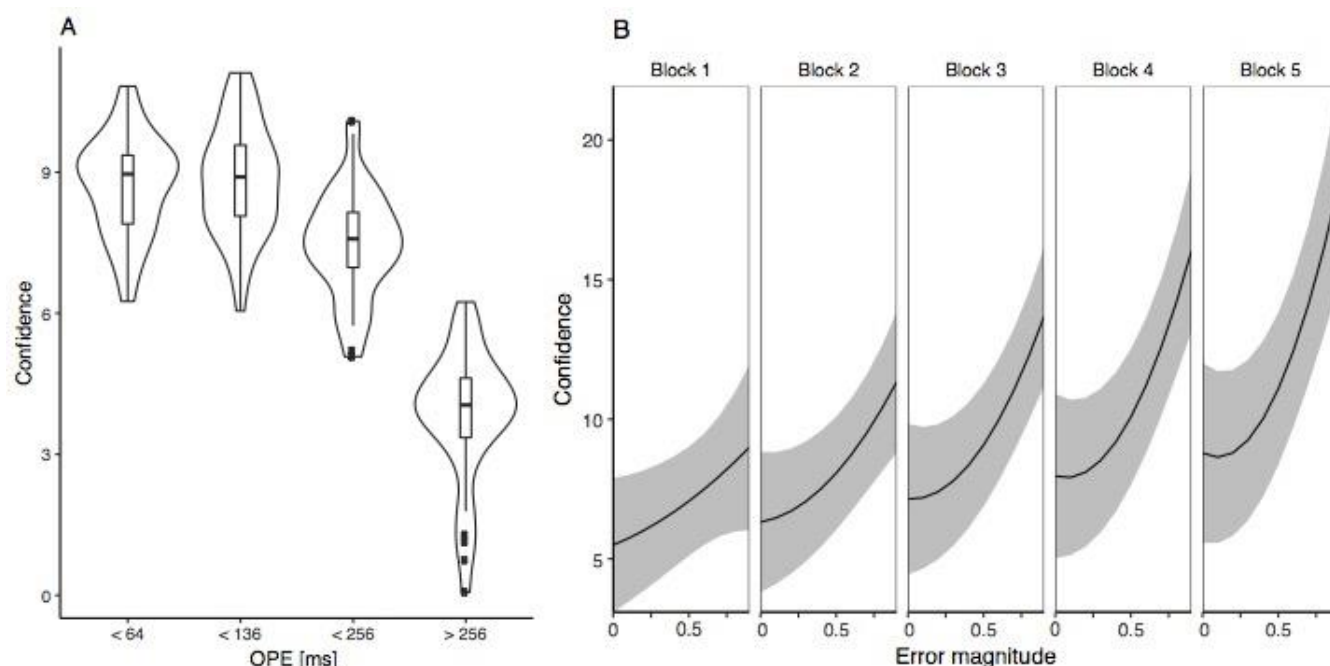 A
Confidence
9
6
3
0
< 64
< 136
< 256
> 256
OPE [ms]
B
Block 1
Block 2
Block 3
Block 4
Block 5
Confidence
20
15
10
5
0
0.5
0
0.5
0
0.5
0
0.5
0
0.5
Error magnitude